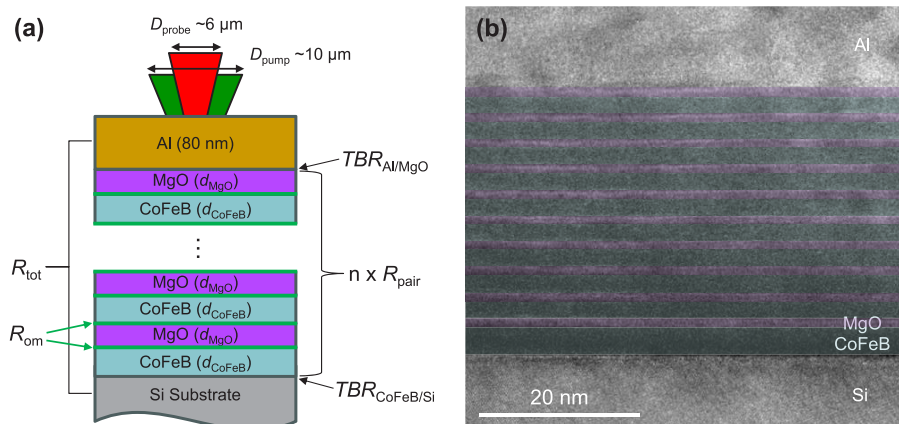 (a)
D_probe ~6 µm
D_pump ~10 µm
Al (80 nm)
TBR_Al/MgO
MgO (d_MgO)
CoFeB (d_CoFeB)
⋮
R_tot
n x R_pair
MgO (d_MgO)
CoFeB (d_CoFeB)
R_om
MgO (d_MgO)
CoFeB (d_CoFeB)
Si Substrate
TBR_CoFeB/Si
(b)
Al
MgO
CoFeB
Si
20 nm